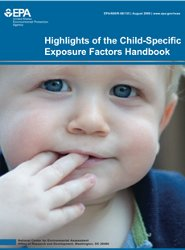 EPA
United States
Environmental Protection
Agency
EPA/600/R-08/135 | August 2009 | www.epa.gov/ncea
Highlights of the Child-Specific
Exposure Factors Handbook
National Center for Environmental Assessment
Office of Research and Development, Washington, DC 20460